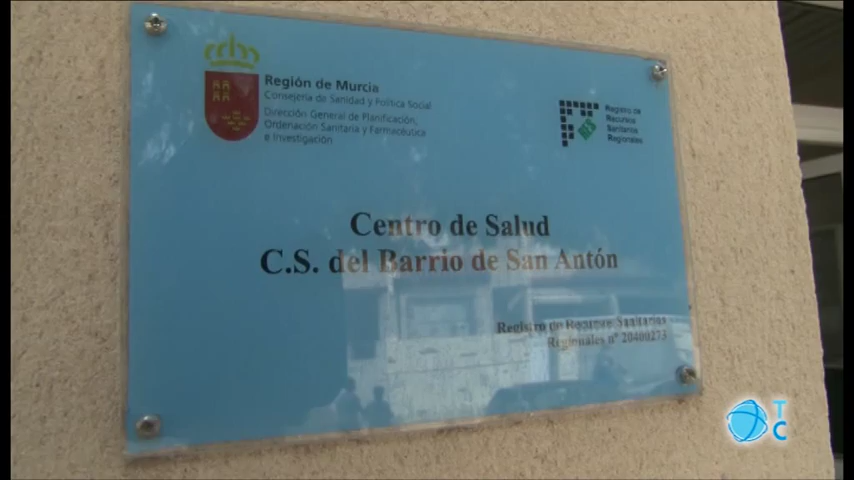 Región de Murcia
Consejería de Sanidad y Política Social
Dirección General de Planificación,
Ordenación Sanitaria y Farmacéutica
e Investigación
Registro de
Recursos
Sanitarios
Regionales
Centro de Salud
C.S. del Barrio de San Antón
Registro de Recursos Sanitarios
Regionales nº 20400273
TC